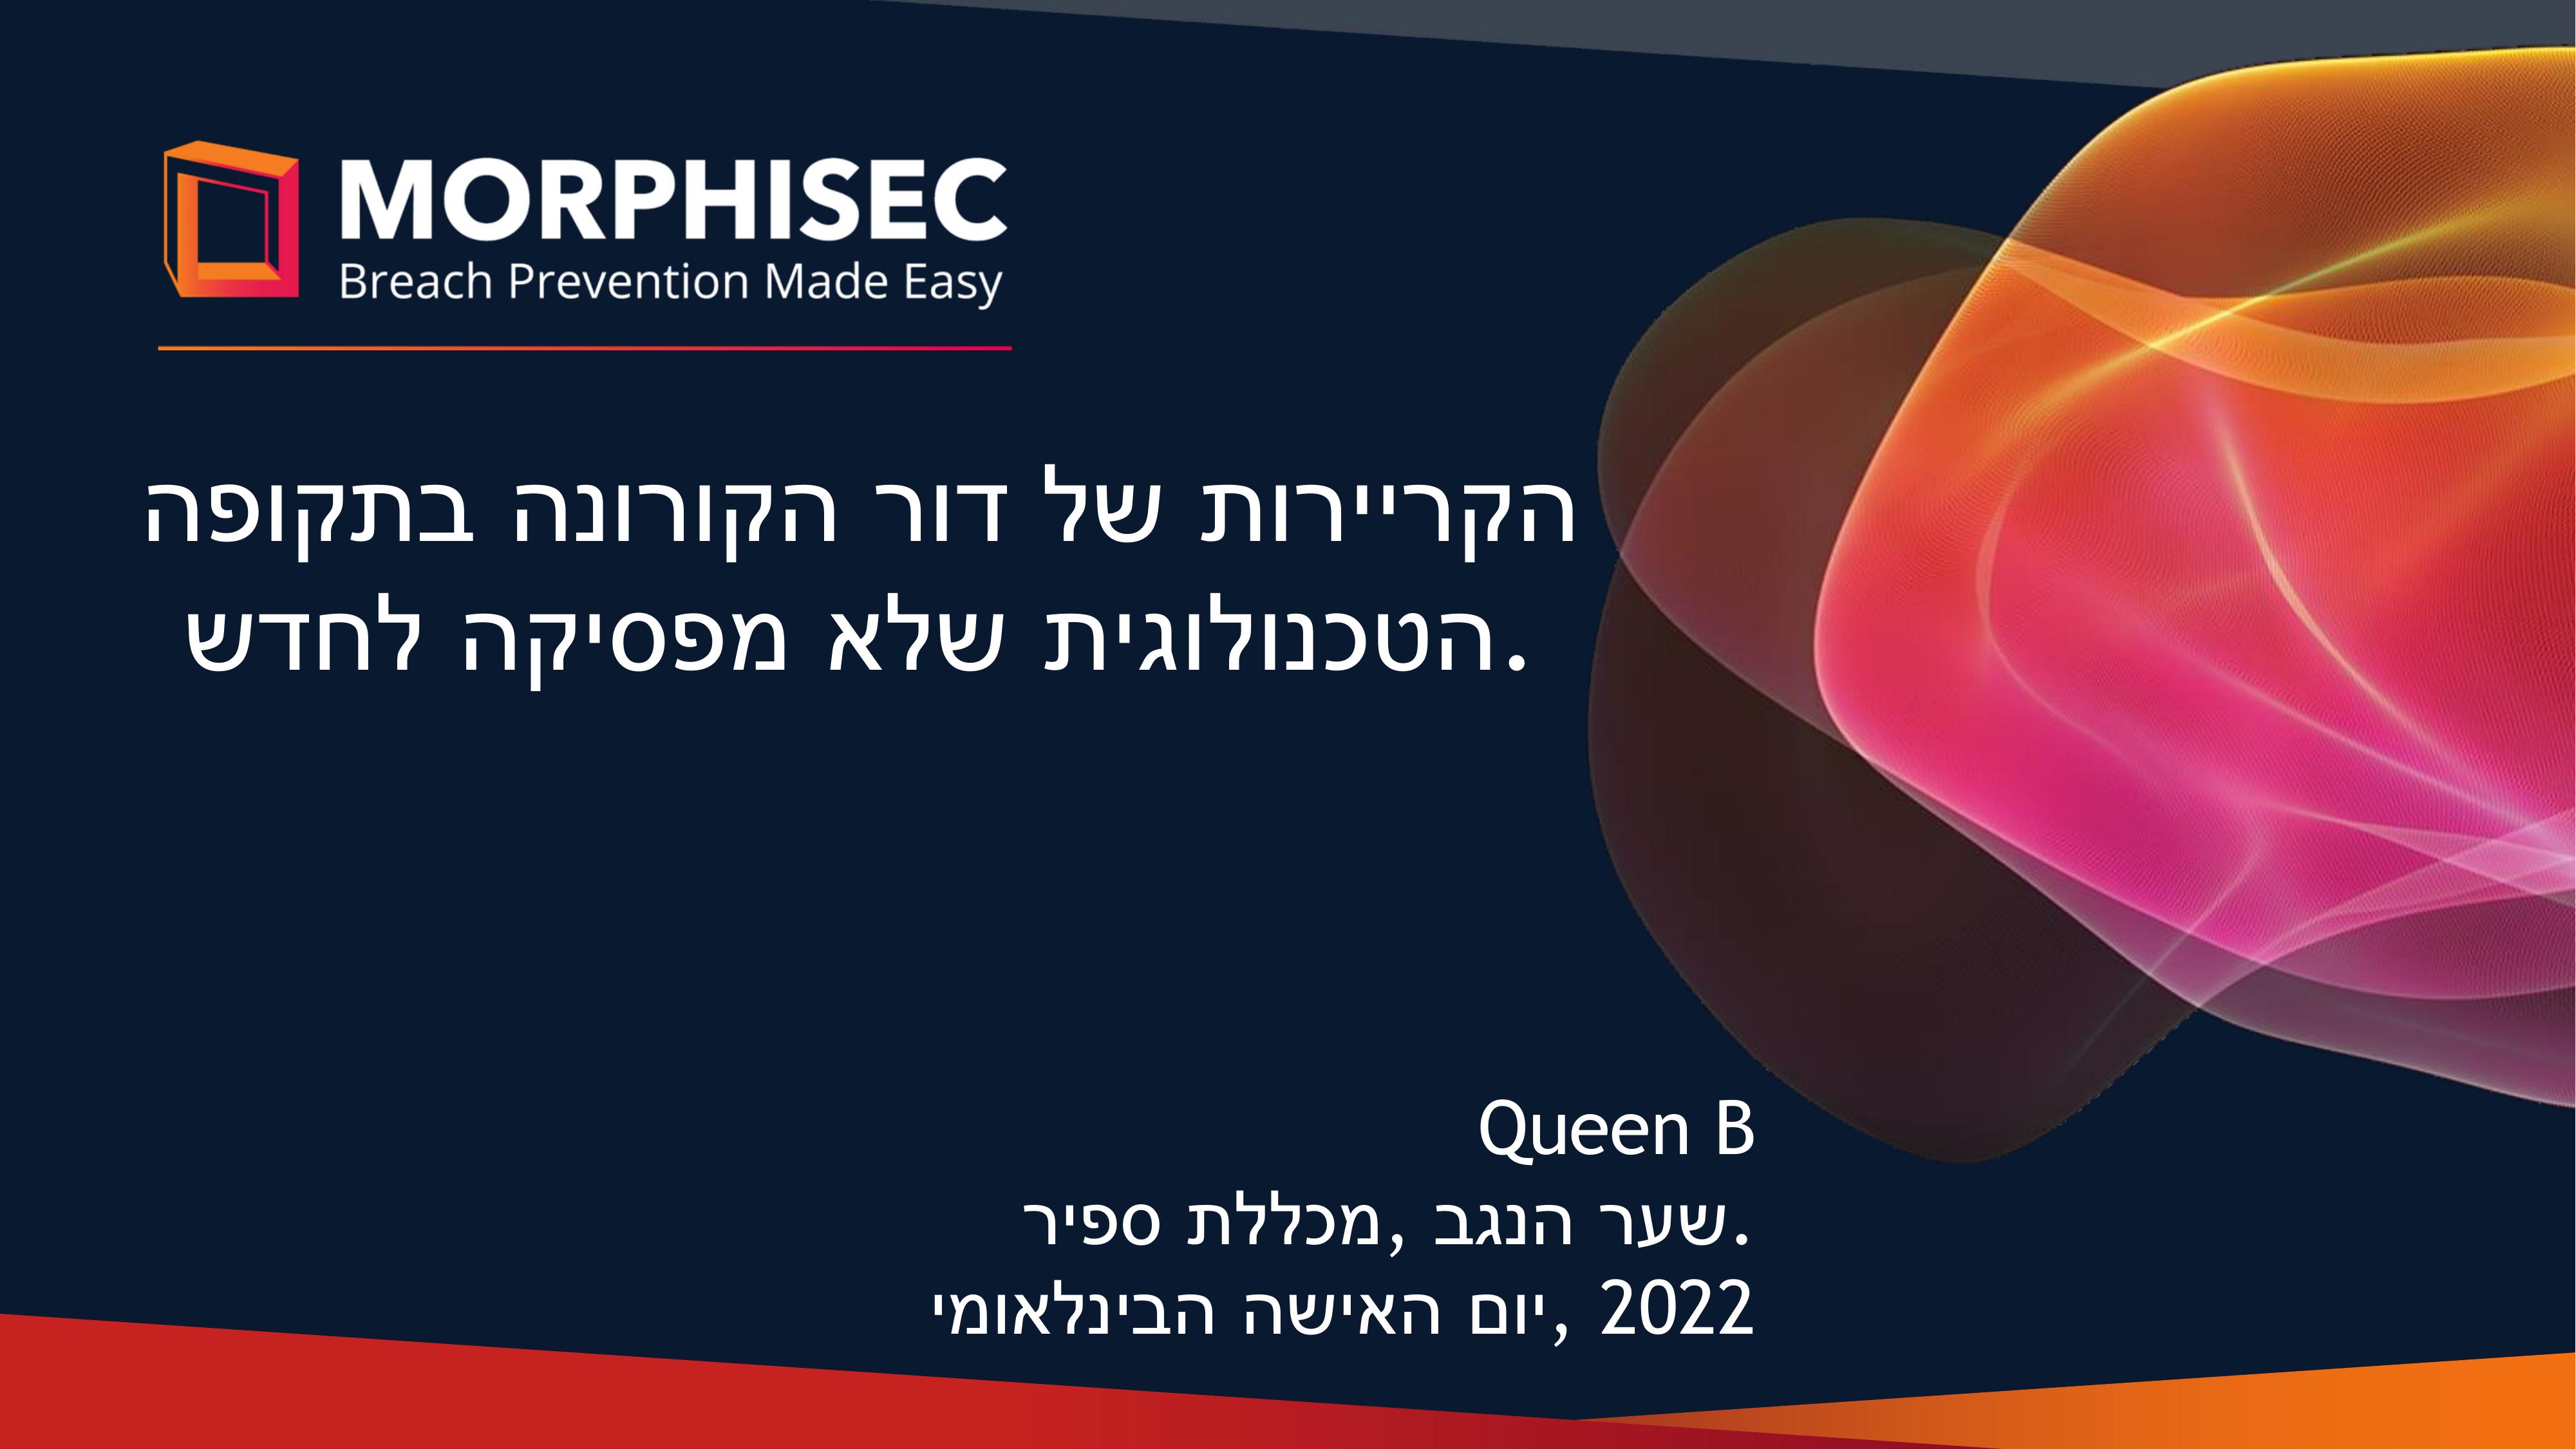 MORPHISEC
Breach Prevention Made Easy
הקריירות של דור הקורונה בתקופה
הטכנולוגית שלא מפסיקה לחדש.
Queen B
שער הנגב ,מכללת ספיר.
2022 ,יום האישה הבינלאומי